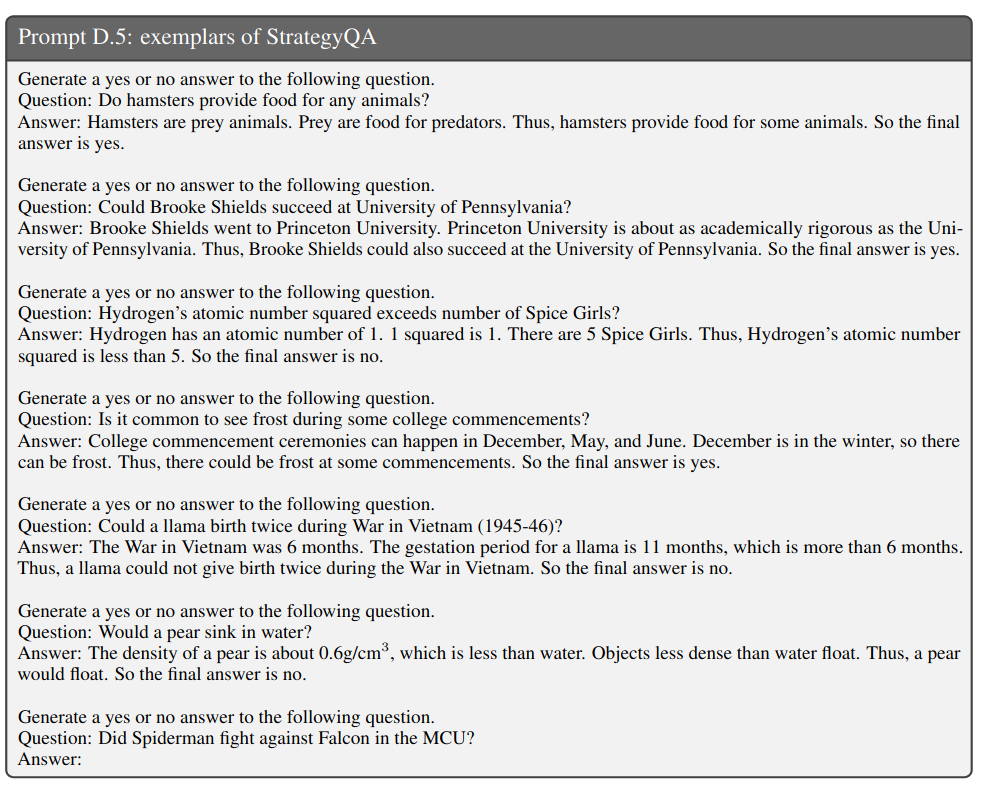 Prompt D.5: exemplars of StrategyQA
Generate a yes or no answer to the following question.
Question: Do hamsters provide food for any animals?
Answer: Hamsters are prey animals. Prey are food for predators. Thus, hamsters provide food for some animals. So the final
answer is yes.
Generate a yes or no answer to the following question.
Question: Could Brooke Shields succeed at University of Pennsylvania?
Answer: Brooke Shields went to Princeton University. Princeton University is about as academically rigorous as the Uni-
versity of Pennsylvania. Thus, Brooke Shields could also succeed at the University of Pennsylvania. So the final answer is yes.
Generate a yes or no answer to the following question.
Question: Hydrogen's atomic number squared exceeds number of Spice Girls?
Answer: Hydrogen has an atomic number of 1. 1 squared is 1. There are 5 Spice Girls. Thus, Hydrogen's atomic number
squared is less than 5. So the final answer is no.
Generate a yes or no answer to the following question.
Question: Is it common to see frost during some college commencements?
Answer: College commencement ceremonies can happen in December, May, and June. December is in the winter, so there
can be frost. Thus, there could be frost at some commencements. So the final answer is yes.
Generate a yes or no answer to the following question.
Question: Could a llama birth twice during War in Vietnam (1945-46)?
Answer: The War in Vietnam was 6 months. The gestation period for a llama is 11 months, which is more than 6 months.
Thus, a llama could not give birth twice during the War in Vietnam. So the final answer is no.
Generate a yes or no answer to the following question.
Question: Would a pear sink in water?
Answer: The density of a pear is about 0.6g/cm³, which is less than water. Objects less dense than water float. Thus, a pear
would float. So the final answer is no.
Generate a yes or no answer to the following question.
Question: Did Spiderman fight against Falcon in the MCU?
Answer: